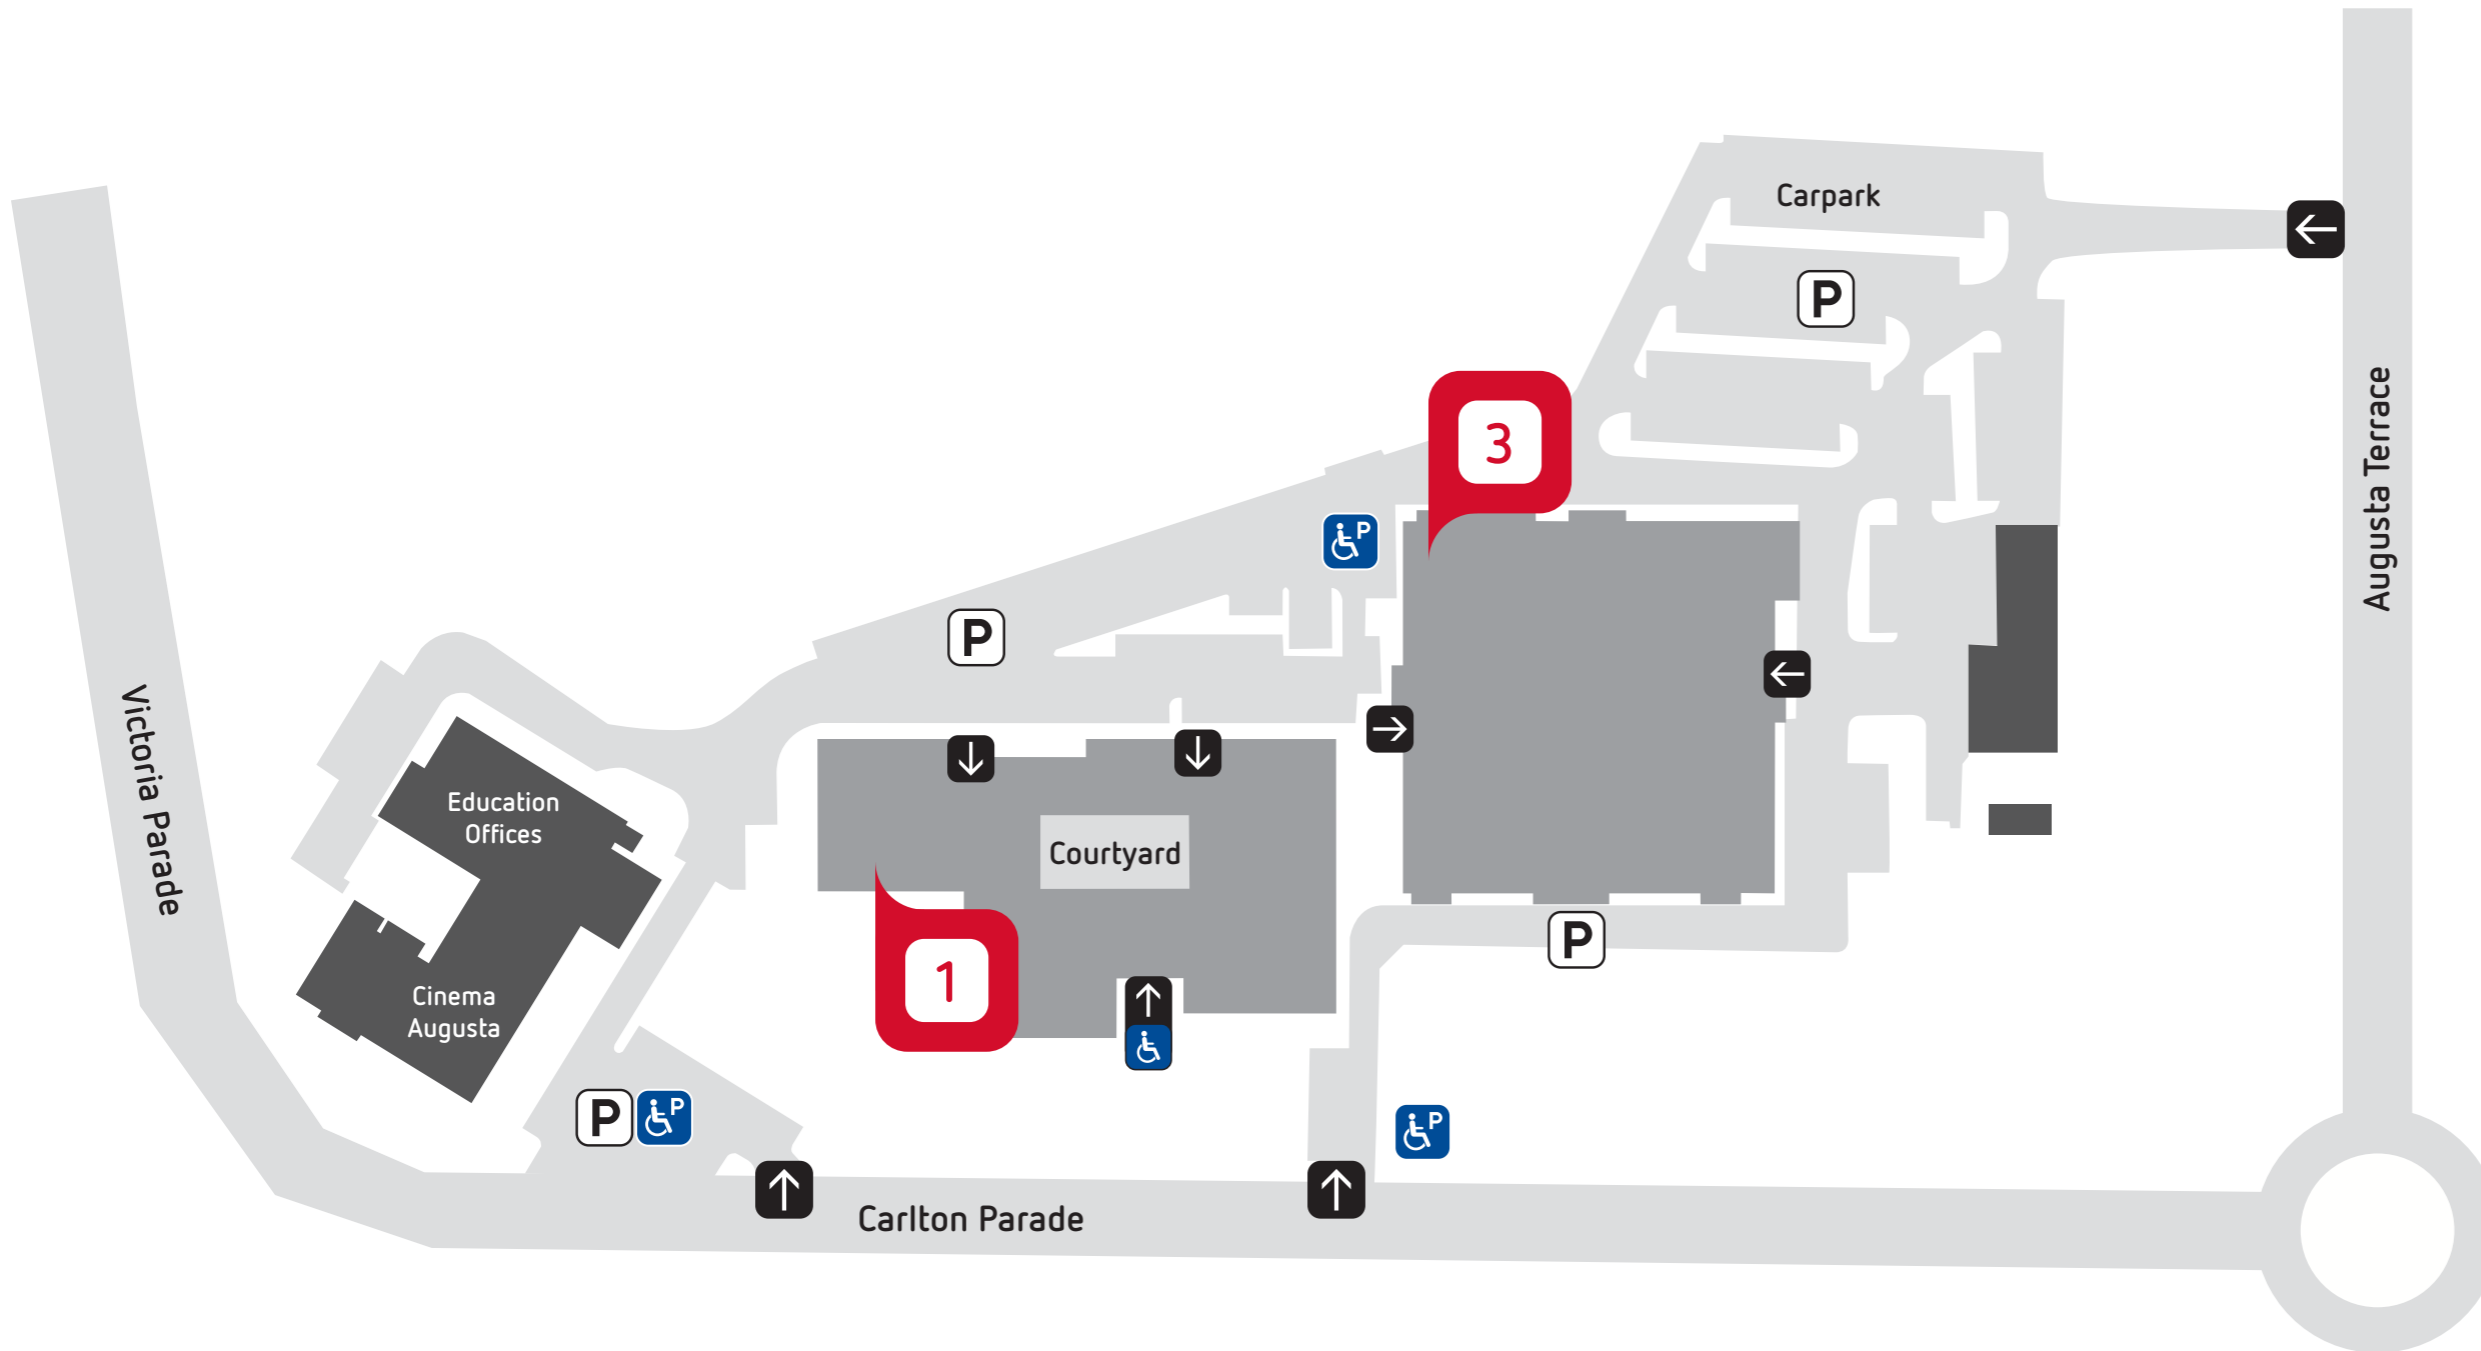 Carpark
P
3
Augusta Terrace
P
P
Victoria Parade
Education
Offices
Courtyard
P
1
Cinema
Augusta
P
P
P
Carlton Parade